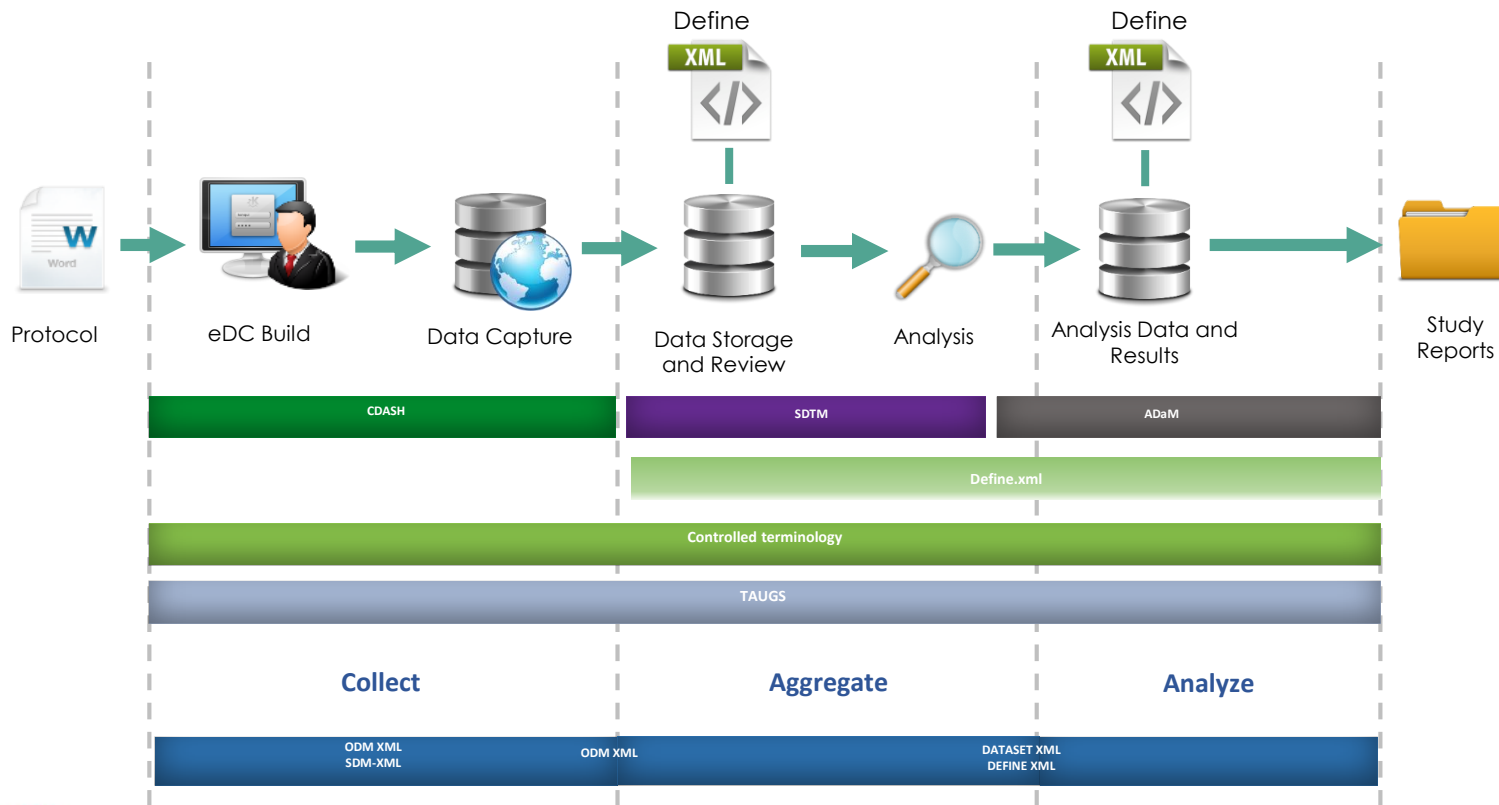 Define
Define
XML
XML
W
Word
Protocol
eDC Build
Data Capture
Data Storage
and Review
Analysis
Analysis Data and
Results
Study
Reports
CDASH
SDTM
ADaM
Define.xml
Controlled terminology
TAUGS
Collect
Aggregate
Analyze
ODM XML
SDM-XML
ODM XML
DATASET XML
DEFINE XML